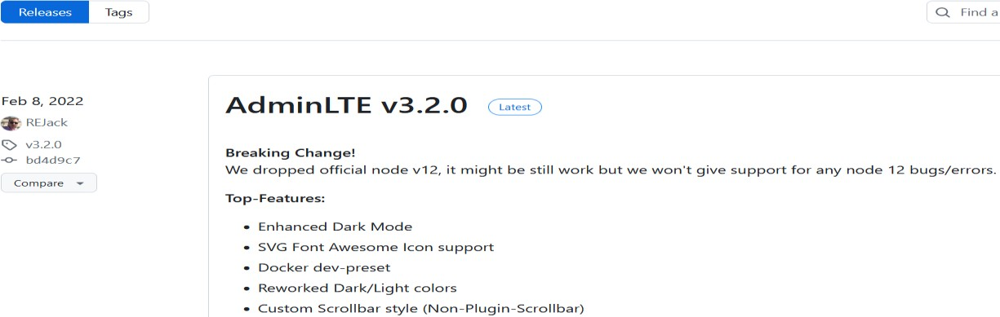 Releases Tags Find a
Feb 8, 2022
REJack
v3.2.0
bd4d9c7
Compare
AdminLTE v3.2.0 Latest
Breaking Change!
We dropped official node v12, it might be still work but we won't give support for any node 12 bugs/errors.
Top-Features:
• Enhanced Dark Mode
• SVG Font Awesome Icon support
• Docker dev-preset
• Reworked Dark/Light colors
• Custom Scrollbar style (Non-Plugin-Scrollbar)